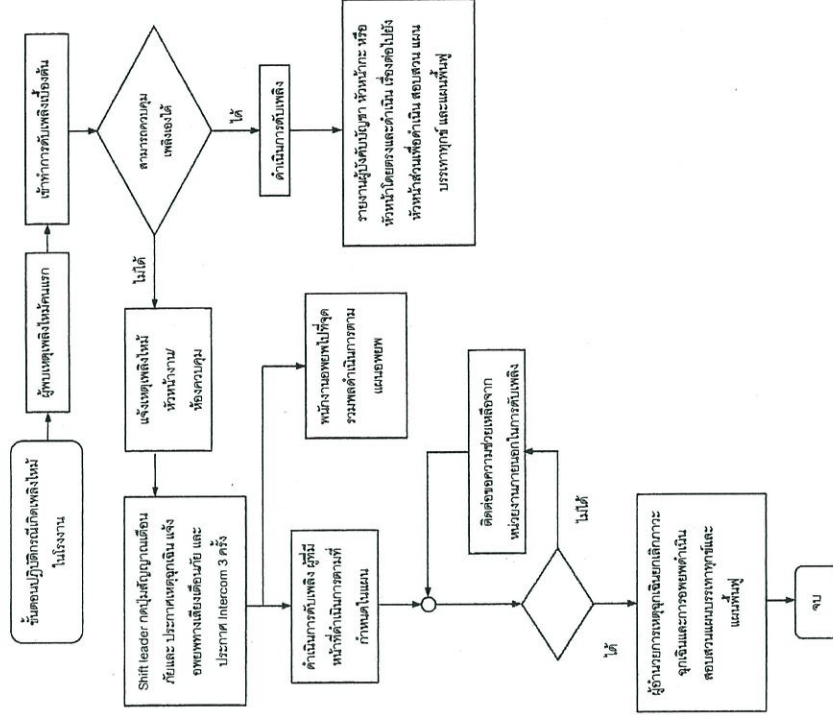 ขั้นตอนปฏิบัติกรณีเกิดเพลิงไหม้
ในโรงงาน
ผู้พบเหตุเพลิงไหม้คนแรก
เข้าทำการดับเพลิงเบื้องต้น
สามารถควบคุม
เพลิงเองได้
ได้
ดำเนินการดับเพลิง
รายงานผู้บังคับบัญชา หัวหน้ากะ หรือ
หัวหน้าโดยตรงและดำเนิน เรื่องต่อไปยัง
หัวหน้าส่วนเพื่อดำเนิน สอบสวน แผน
บรรเทาทุกข์ และแผนฟื้นฟู
ไม่ได้
แจ้งเหตุเพลิงไหม้
หัวหน้างาน/
ห้องควบคุม
Shift leader กดปุ่มสัญญาณเตือน
ภัยและ ประกาศเหตุฉุกเฉิน แจ้ง
อพยพทางเสียงเตือนภัย และ
ประกาศ Intercom 3 ครั้ง
พนักงานอพยพไปที่จุด
รวมพลดำเนินการตาม
แผนอพยพ
ดำเนินการดับเพลิง ผู้ที่มี
หน้าที่ดำเนินการตามที่
กำหนดในแผน
ติดต่อขอความช่วยเหลือจาก
หน่วยงานภายนอกในการดับเพลิง
ไม่ได้
ได้
ผู้อำนวยการเหตุฉุกเฉินยกเลิกภาวะ
ฉุกเฉินและการอพยพดำเนิน
สอบสวนแผนบรรเทาทุกข์และ
แผนฟื้นฟู
จบ